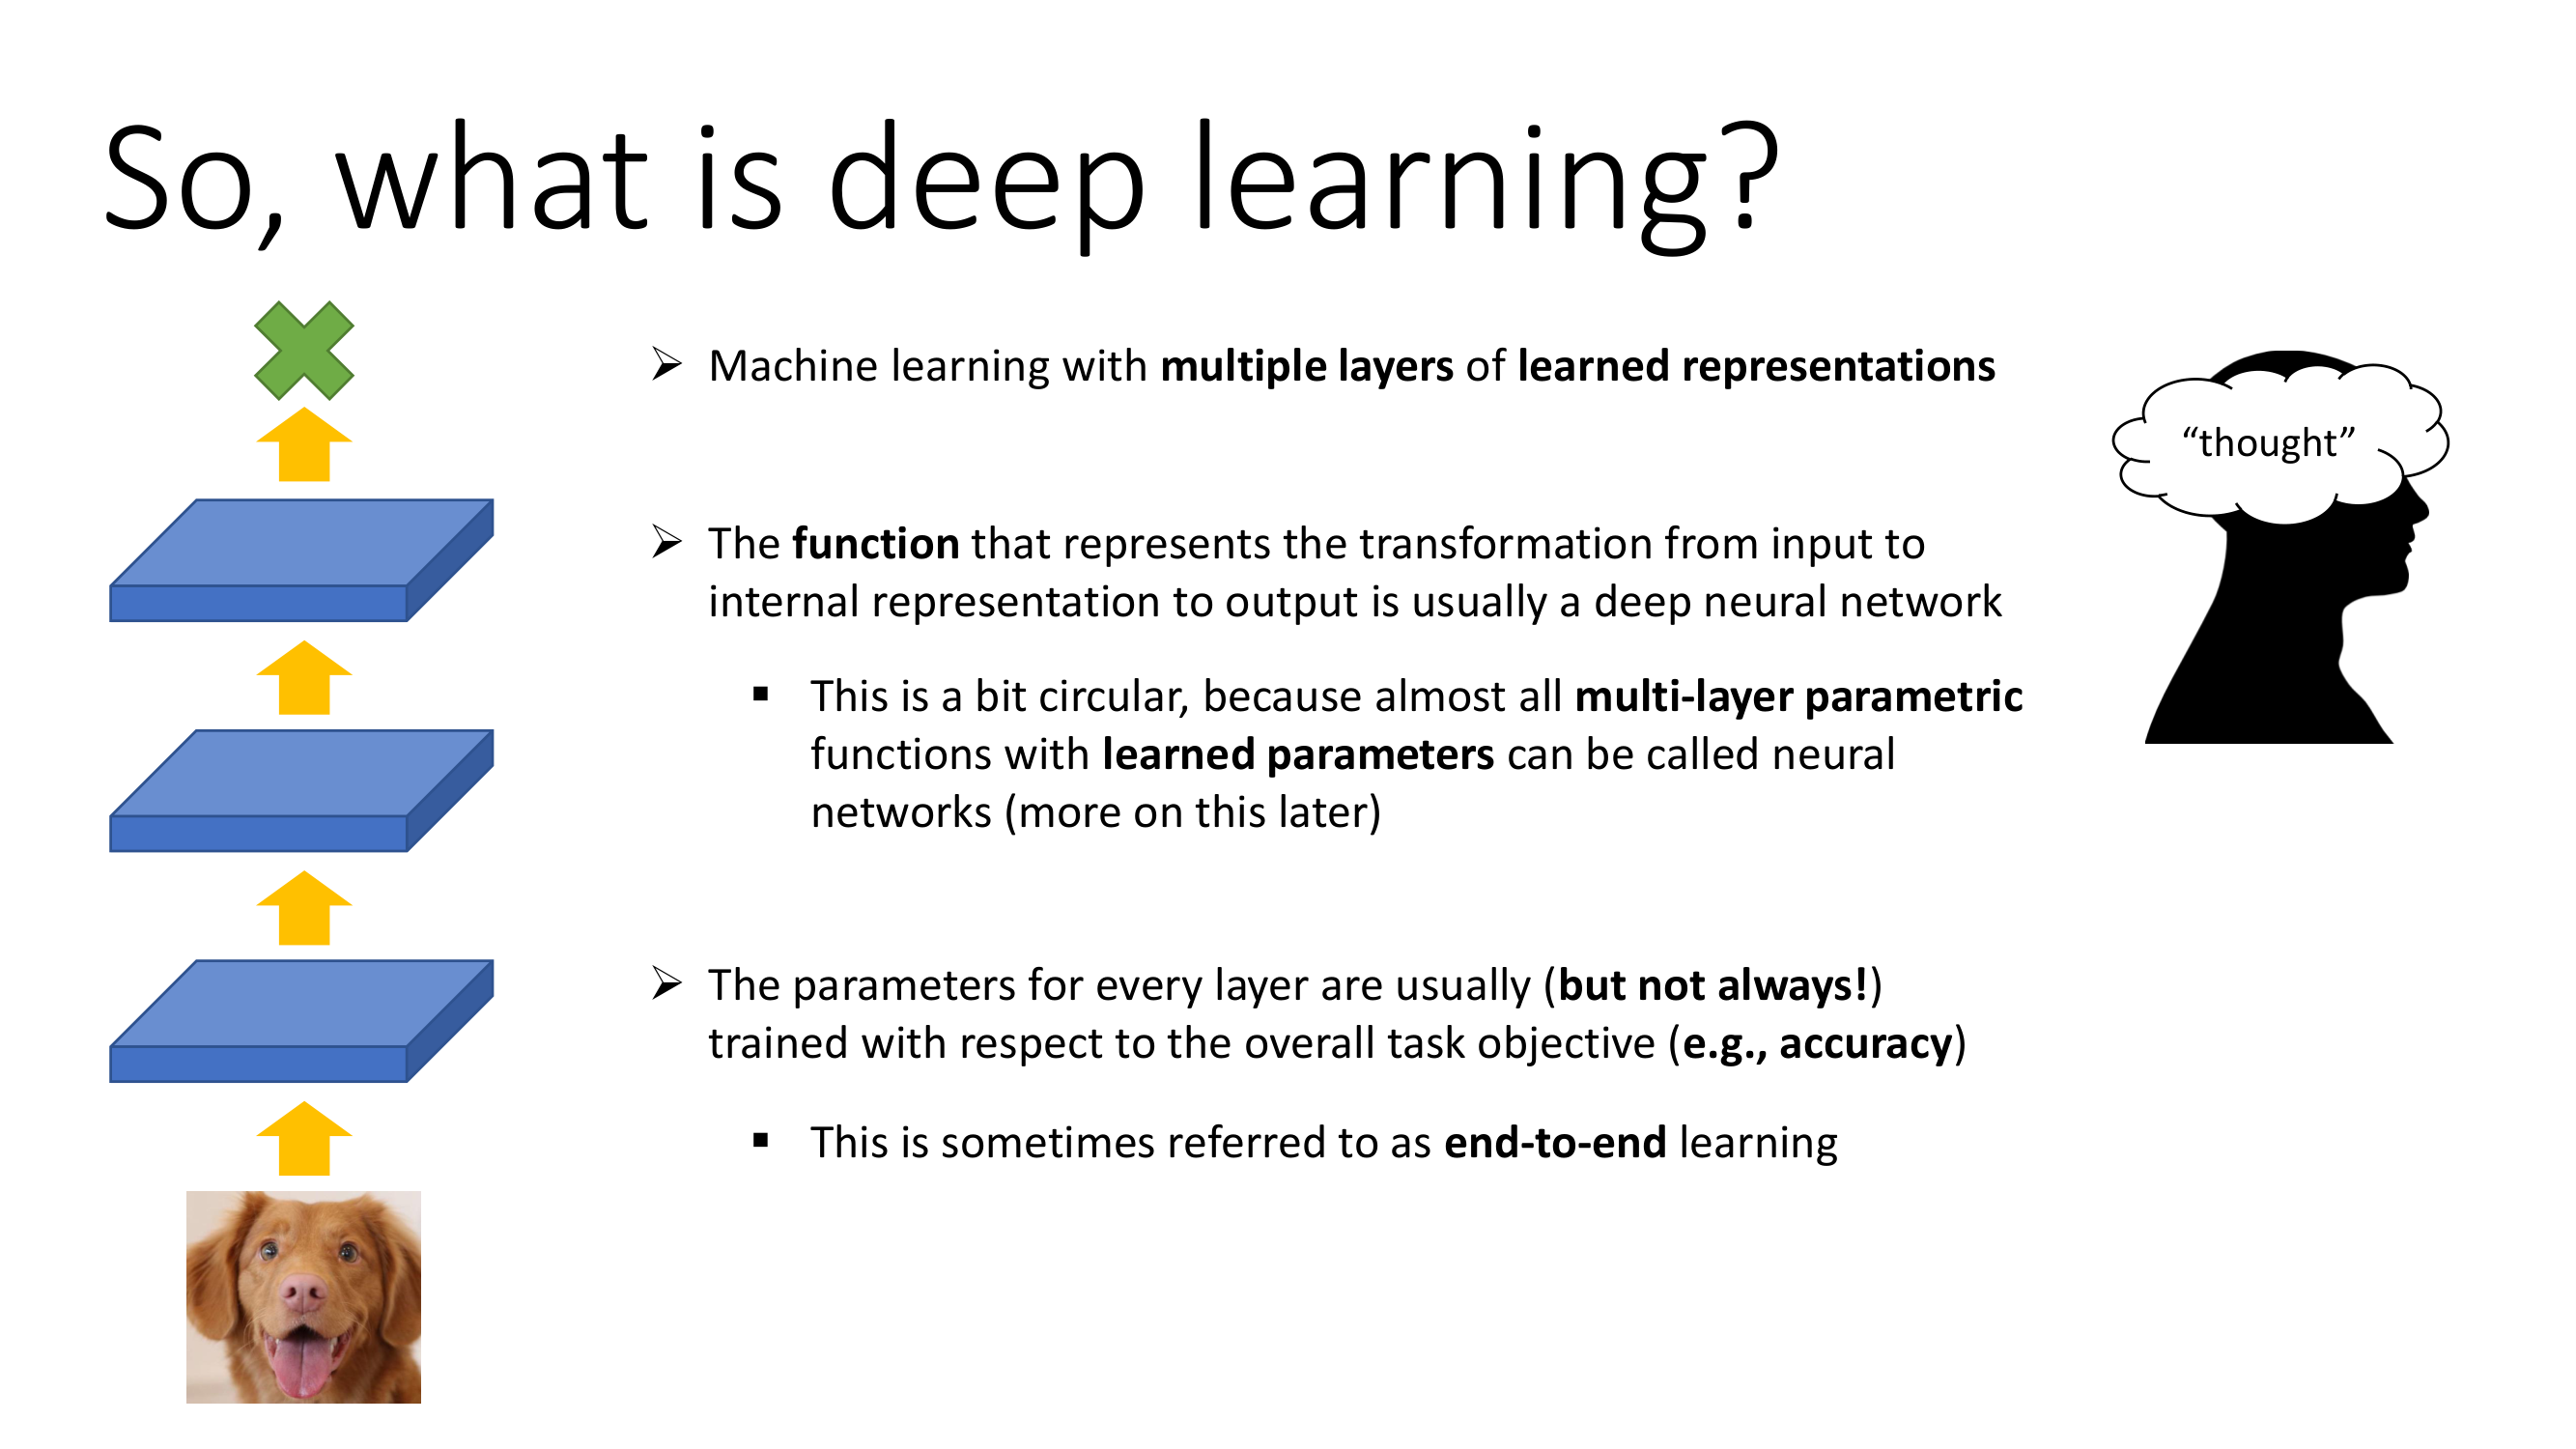 So, what is deep learning?
➢ Machine learning with multiple layers of learned representations
“thought”
➢ The function that represents the transformation from input to
internal representation to output is usually a deep neural network
▪ This is a bit circular, because almost all multi-layer parametric
functions with learned parameters can be called neural
networks (more on this later)
➢ The parameters for every layer are usually (but not always!)
trained with respect to the overall task objective (e.g., accuracy)
▪ This is sometimes referred to as end-to-end learning